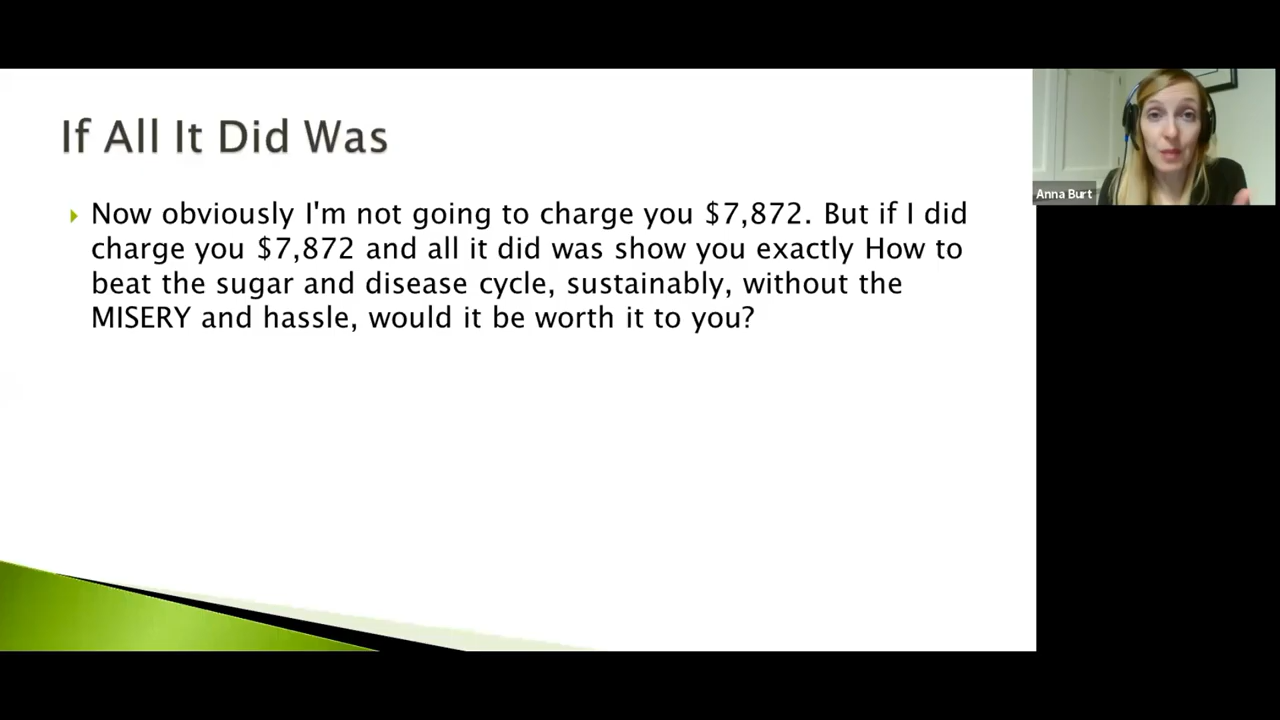 If All It Did Was
Now obviously I'm not going to charge you $7,872. But if I did
charge you $7,872 and all it did was show you exactly How to
beat the sugar and disease cycle, sustainably, without the
MISERY and hassle, would it be worth it to you?
Anna Burt